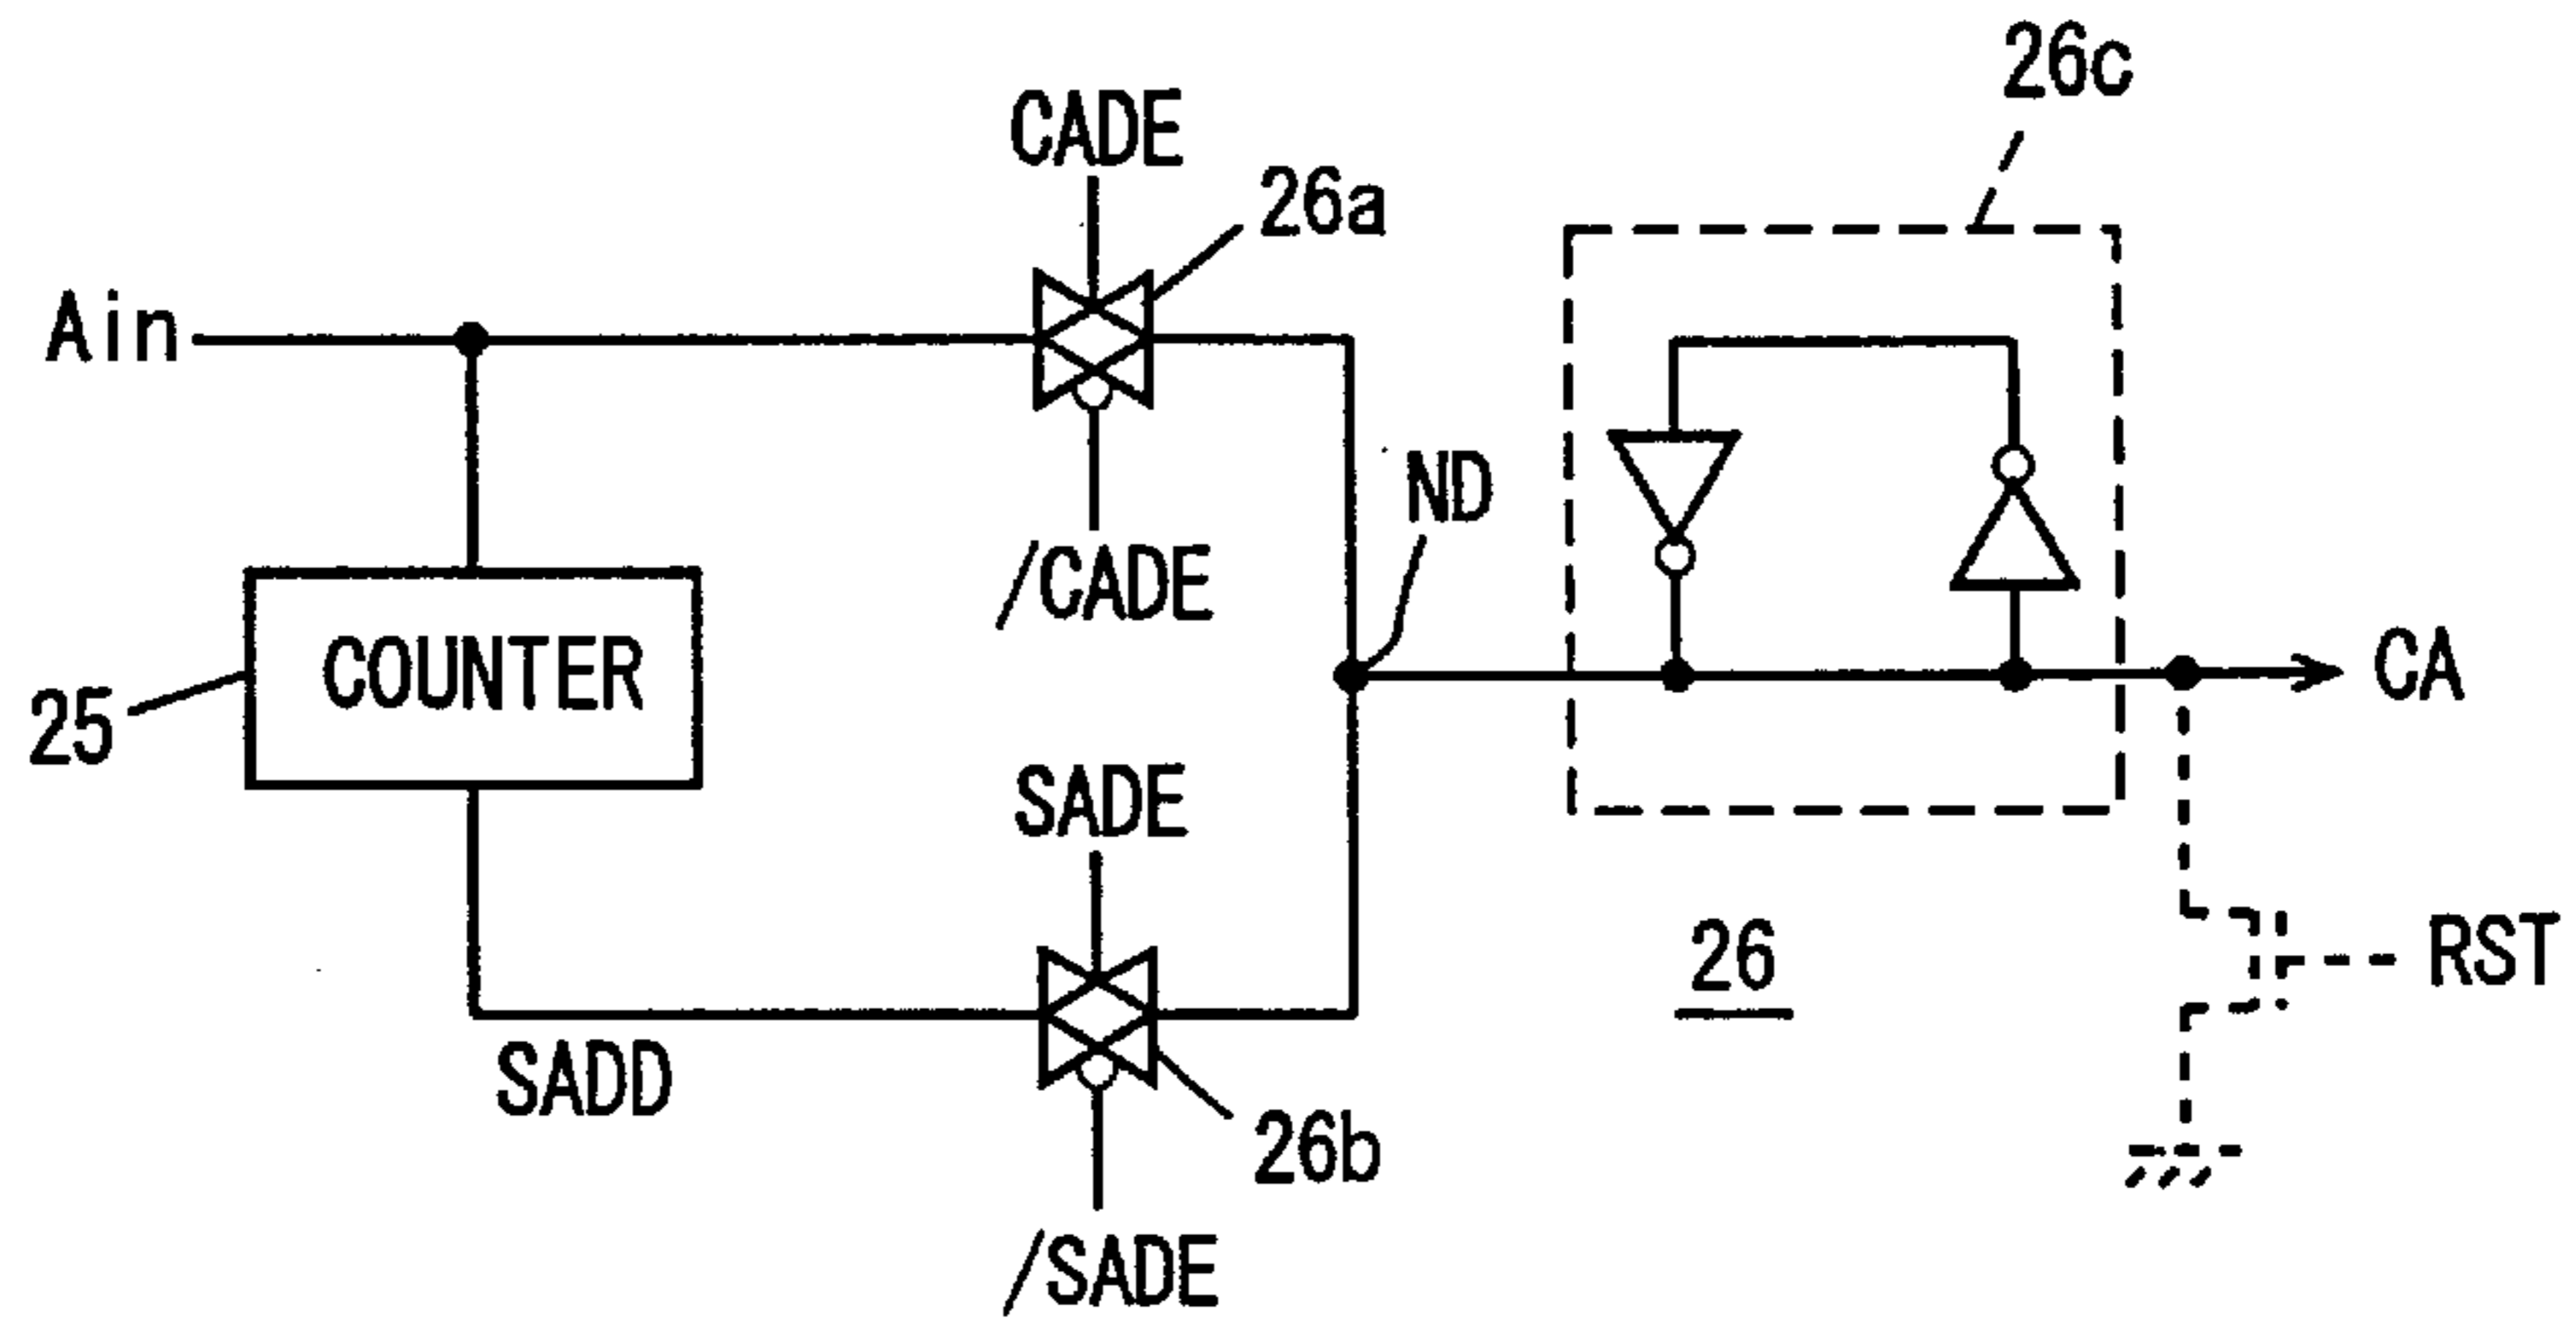 26c
CADE
26a
Ain
ND
/CADE
COUNTER
CA
25
SADE
26
RST
SADD
26b
/SADE